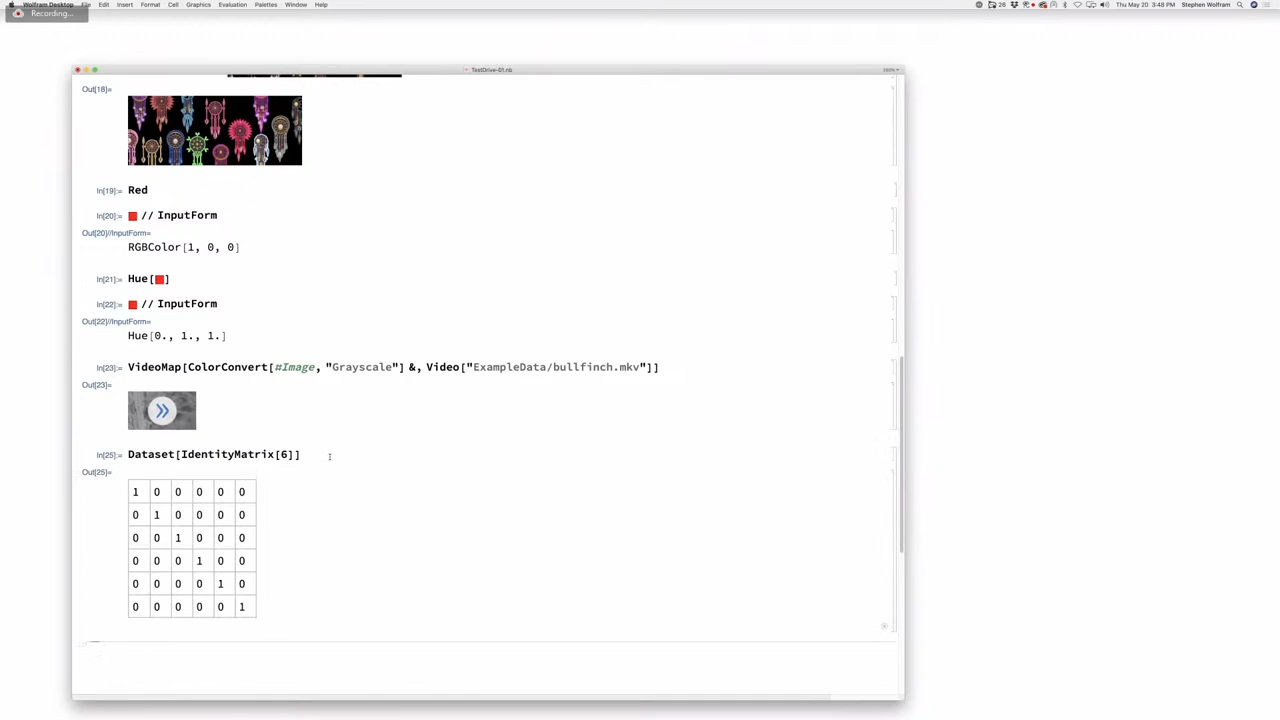 Wolfram Desktop File Edit Insert Format Cell Graphics Evaluation Palettes Window Help 26 Thu May 20 3:48 PM Stephen Wolfram
Recording...
TestDrive-01.nb
Out[18]=
In[19]:= Red
In[20]:= // InputForm
Out[20]//InputForm=
RGBColor[1, 0, 0]
In[21]:= Hue[]
In[22]:= // InputForm
Out[22]//InputForm=
Hue[0., 1., 1.]
In[23]:= VideoMap[ColorConvert[#Image, "Grayscale"] &, Video["ExampleData/bullfinch.mkv"]]
Out[23]=
In[25]:= Dataset[IdentityMatrix[6]]
Out[25]=
1 0 0 0 0 0
0 1 0 0 0 0
0 0 1 0 0 0
0 0 0 1 0 0
0 0 0 0 1 0
0 0 0 0 0 1